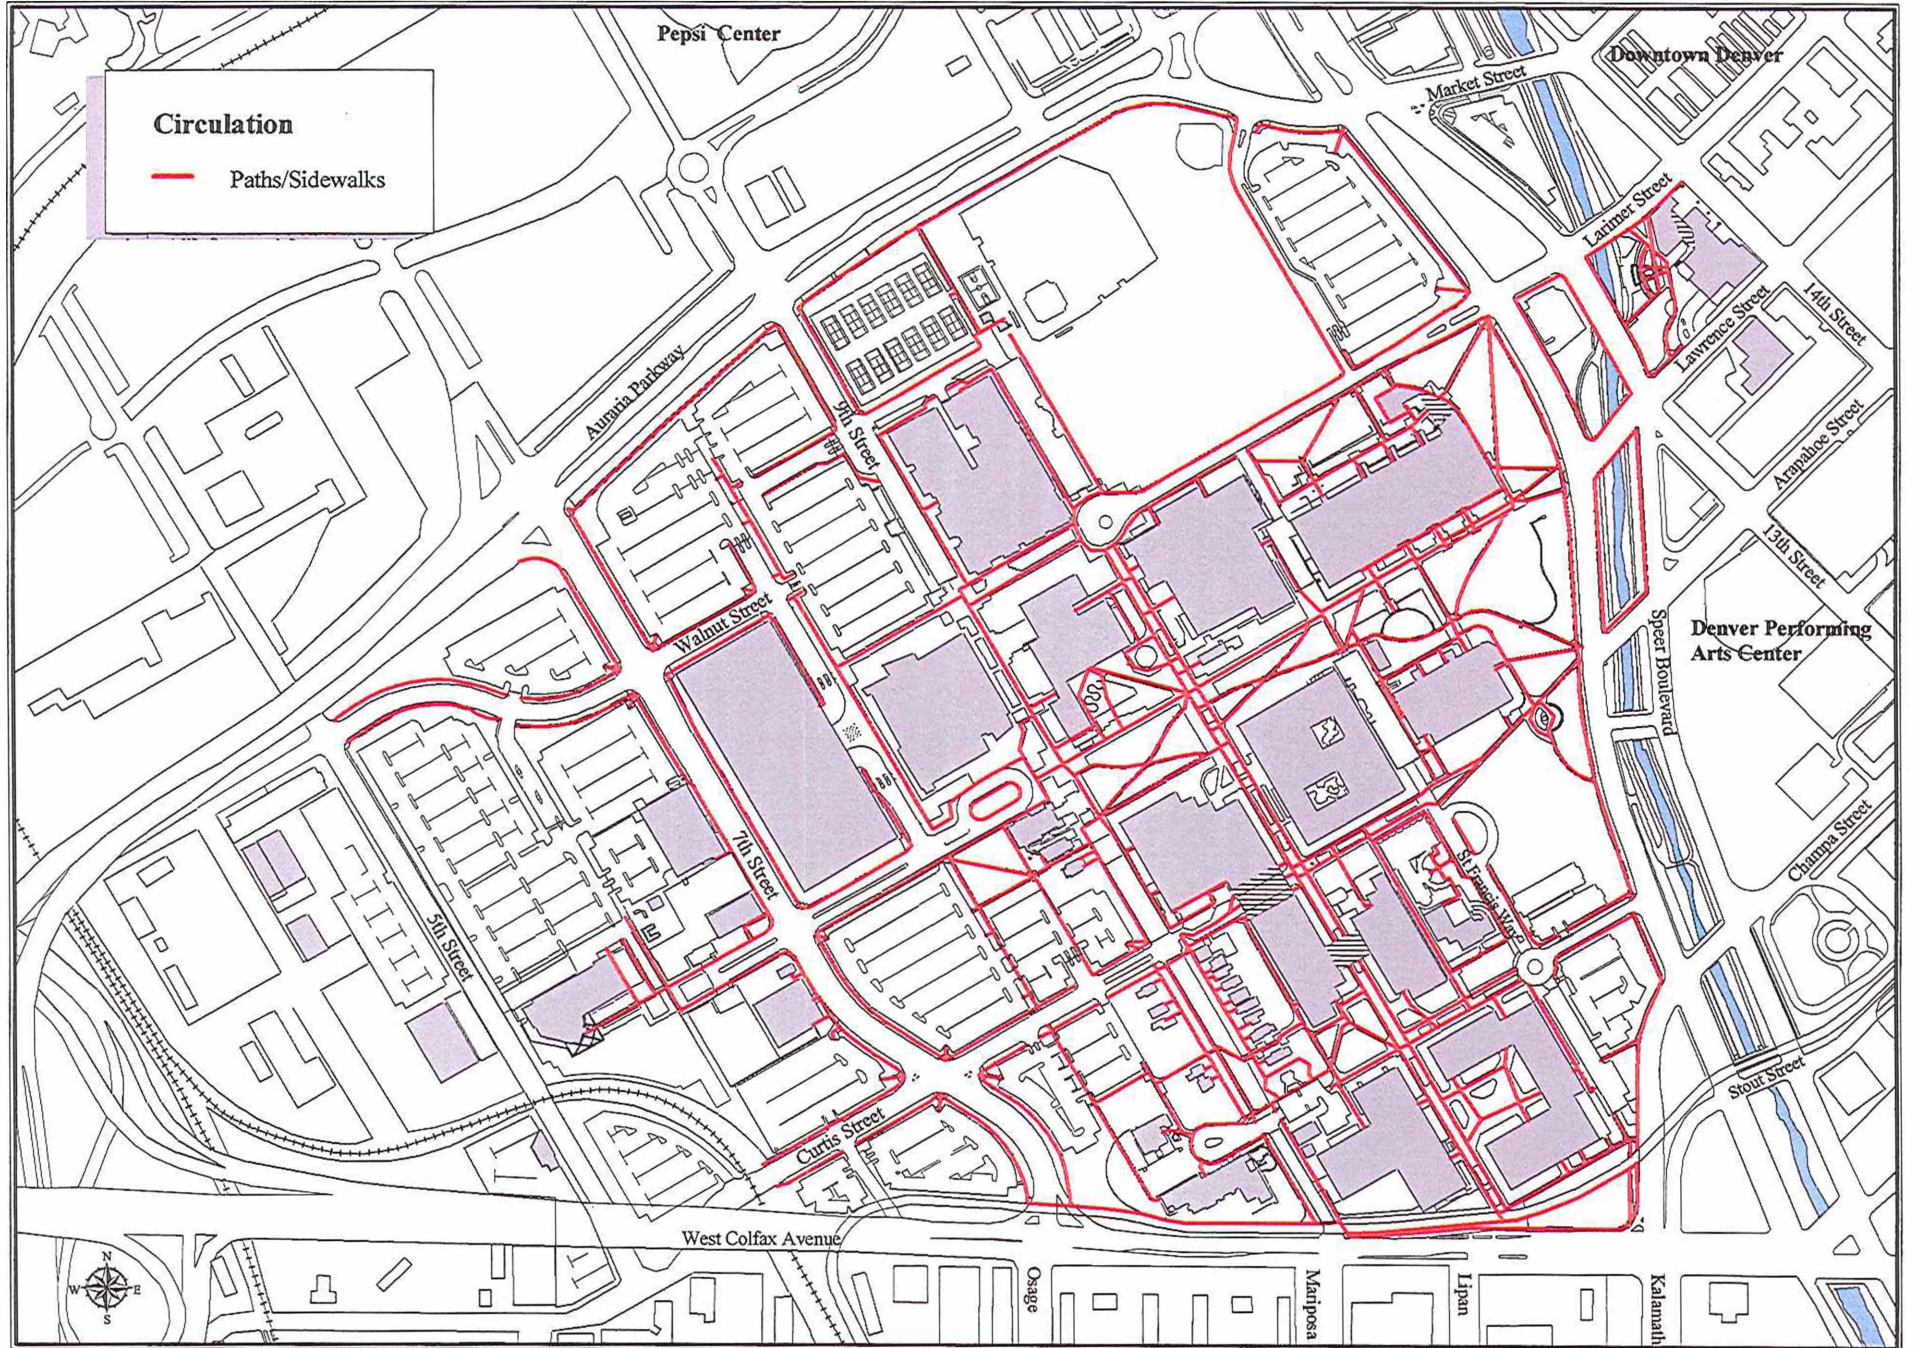 Pepsi Center
Downtown Denver
Market Street
Circulation
Paths/Sidewalks
Larimer Street
14th Street
Lawrence Street
Auraria Parkway
9th Street
Arapahoe Street
13th Street
Walnut Street
Speer Boulevard
Denver Performing
Arts Center
7th Street
Champa Street
St Francis Way
5th Street
Stout Street
Curtis Street
West Colfax Avenue
N
W
E
S
Osage
Mariposa
Lipan
Kalamath